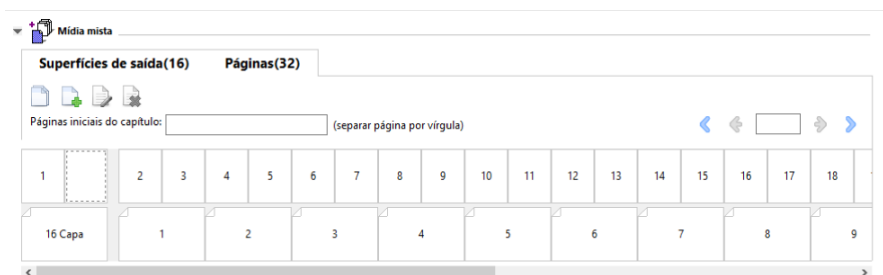 Mídia mista
Superfícies de saída(16) Páginas(32)
Páginas iniciais do capítulo: (separar página por vírgula)
1 2 3 4 5 6 7 8 9 10 11 12 13 14 15 16 17 18
16 Capa 1 2 3 4 5 6 7 8 9